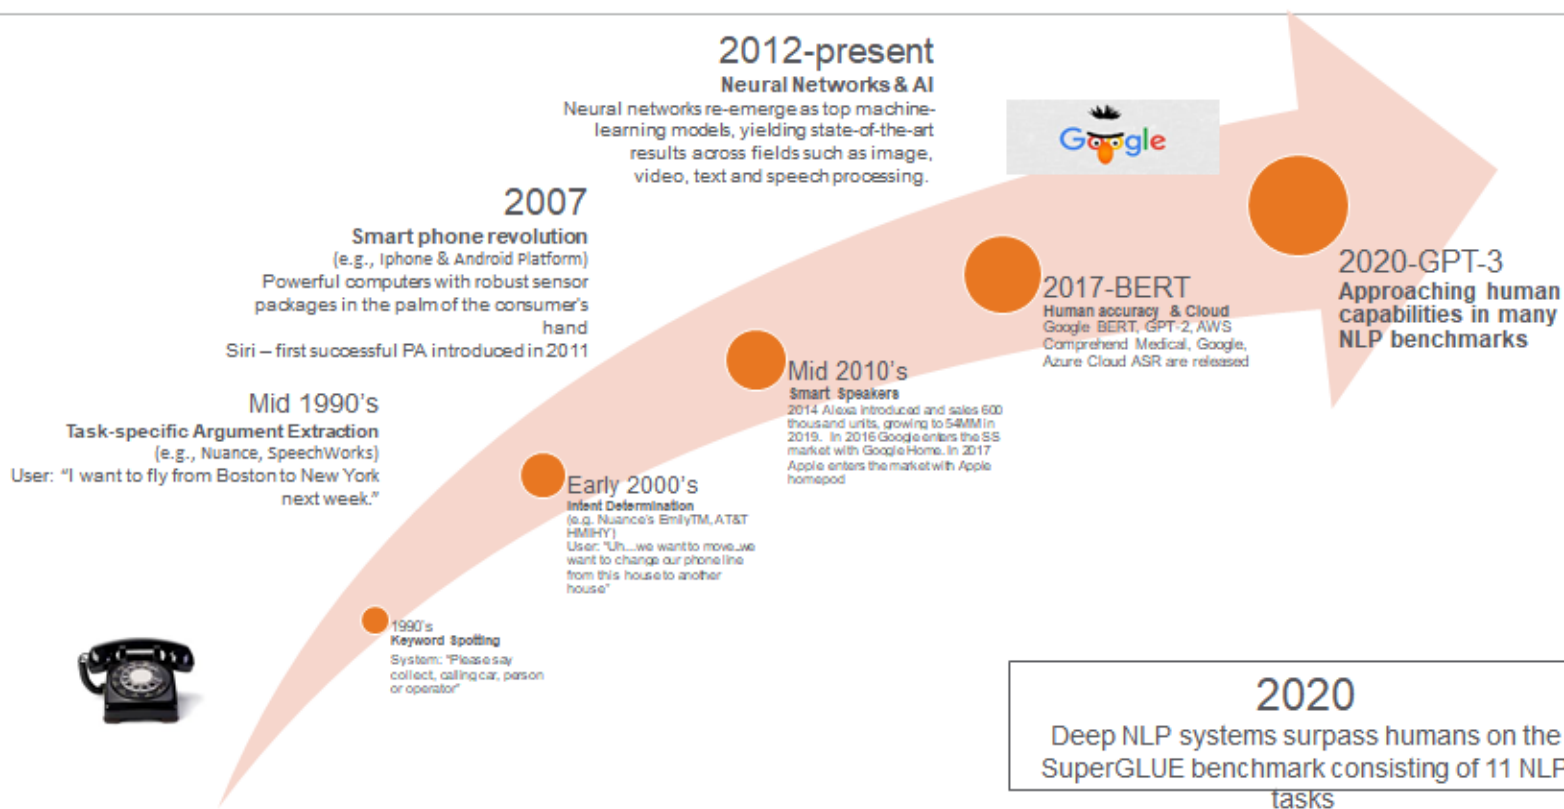 2012-present
Neural Networks & AI
Neural networks re-emerge as top machine-
learning models, yielding state-of-the-art
results across fields such as image,
video, text and speech processing.
Google
2007
Smart phone revolution
(e.g., Iphone & Android Platform)
Powerful computers with robust sensor
packages in the palm of the consumer's
hand
Siri – first successful PA introduced in 2011
2020-GPT-3
Approaching human
capabilities in many
NLP benchmarks
2017-BERT
Human accuracy & Cloud
Google BERT, GPT-2, AWS
Comprehend Medical, Google,
Azure Cloud ASR are released
Mid 2010's
Smart Speakers
2014 Alexa introduced and sales 600
thousand units, growing to 54MM in
2019. In 2016 Google enters the SS
market with Google Home. In 2017
Apple enters the market with Apple
homepod
Mid 1990's
Task-specific Argument Extraction
(e.g., Nuance, SpeechWorks)
User: "I want to fly from Boston to New York
next week."
Early 2000's
Intent Determination
(e.g. Nuance's EmilyTM, AT&T
HMIHY)
User: "Uh...we want to move..we
want to change our phone line
from this house to another
house"
1990's
Keyword Spotting
System: "Please say
collect, calling car, person
or operator"
2020
Deep NLP systems surpass humans on the
SuperGLUE benchmark consisting of 11 NLP
tasks